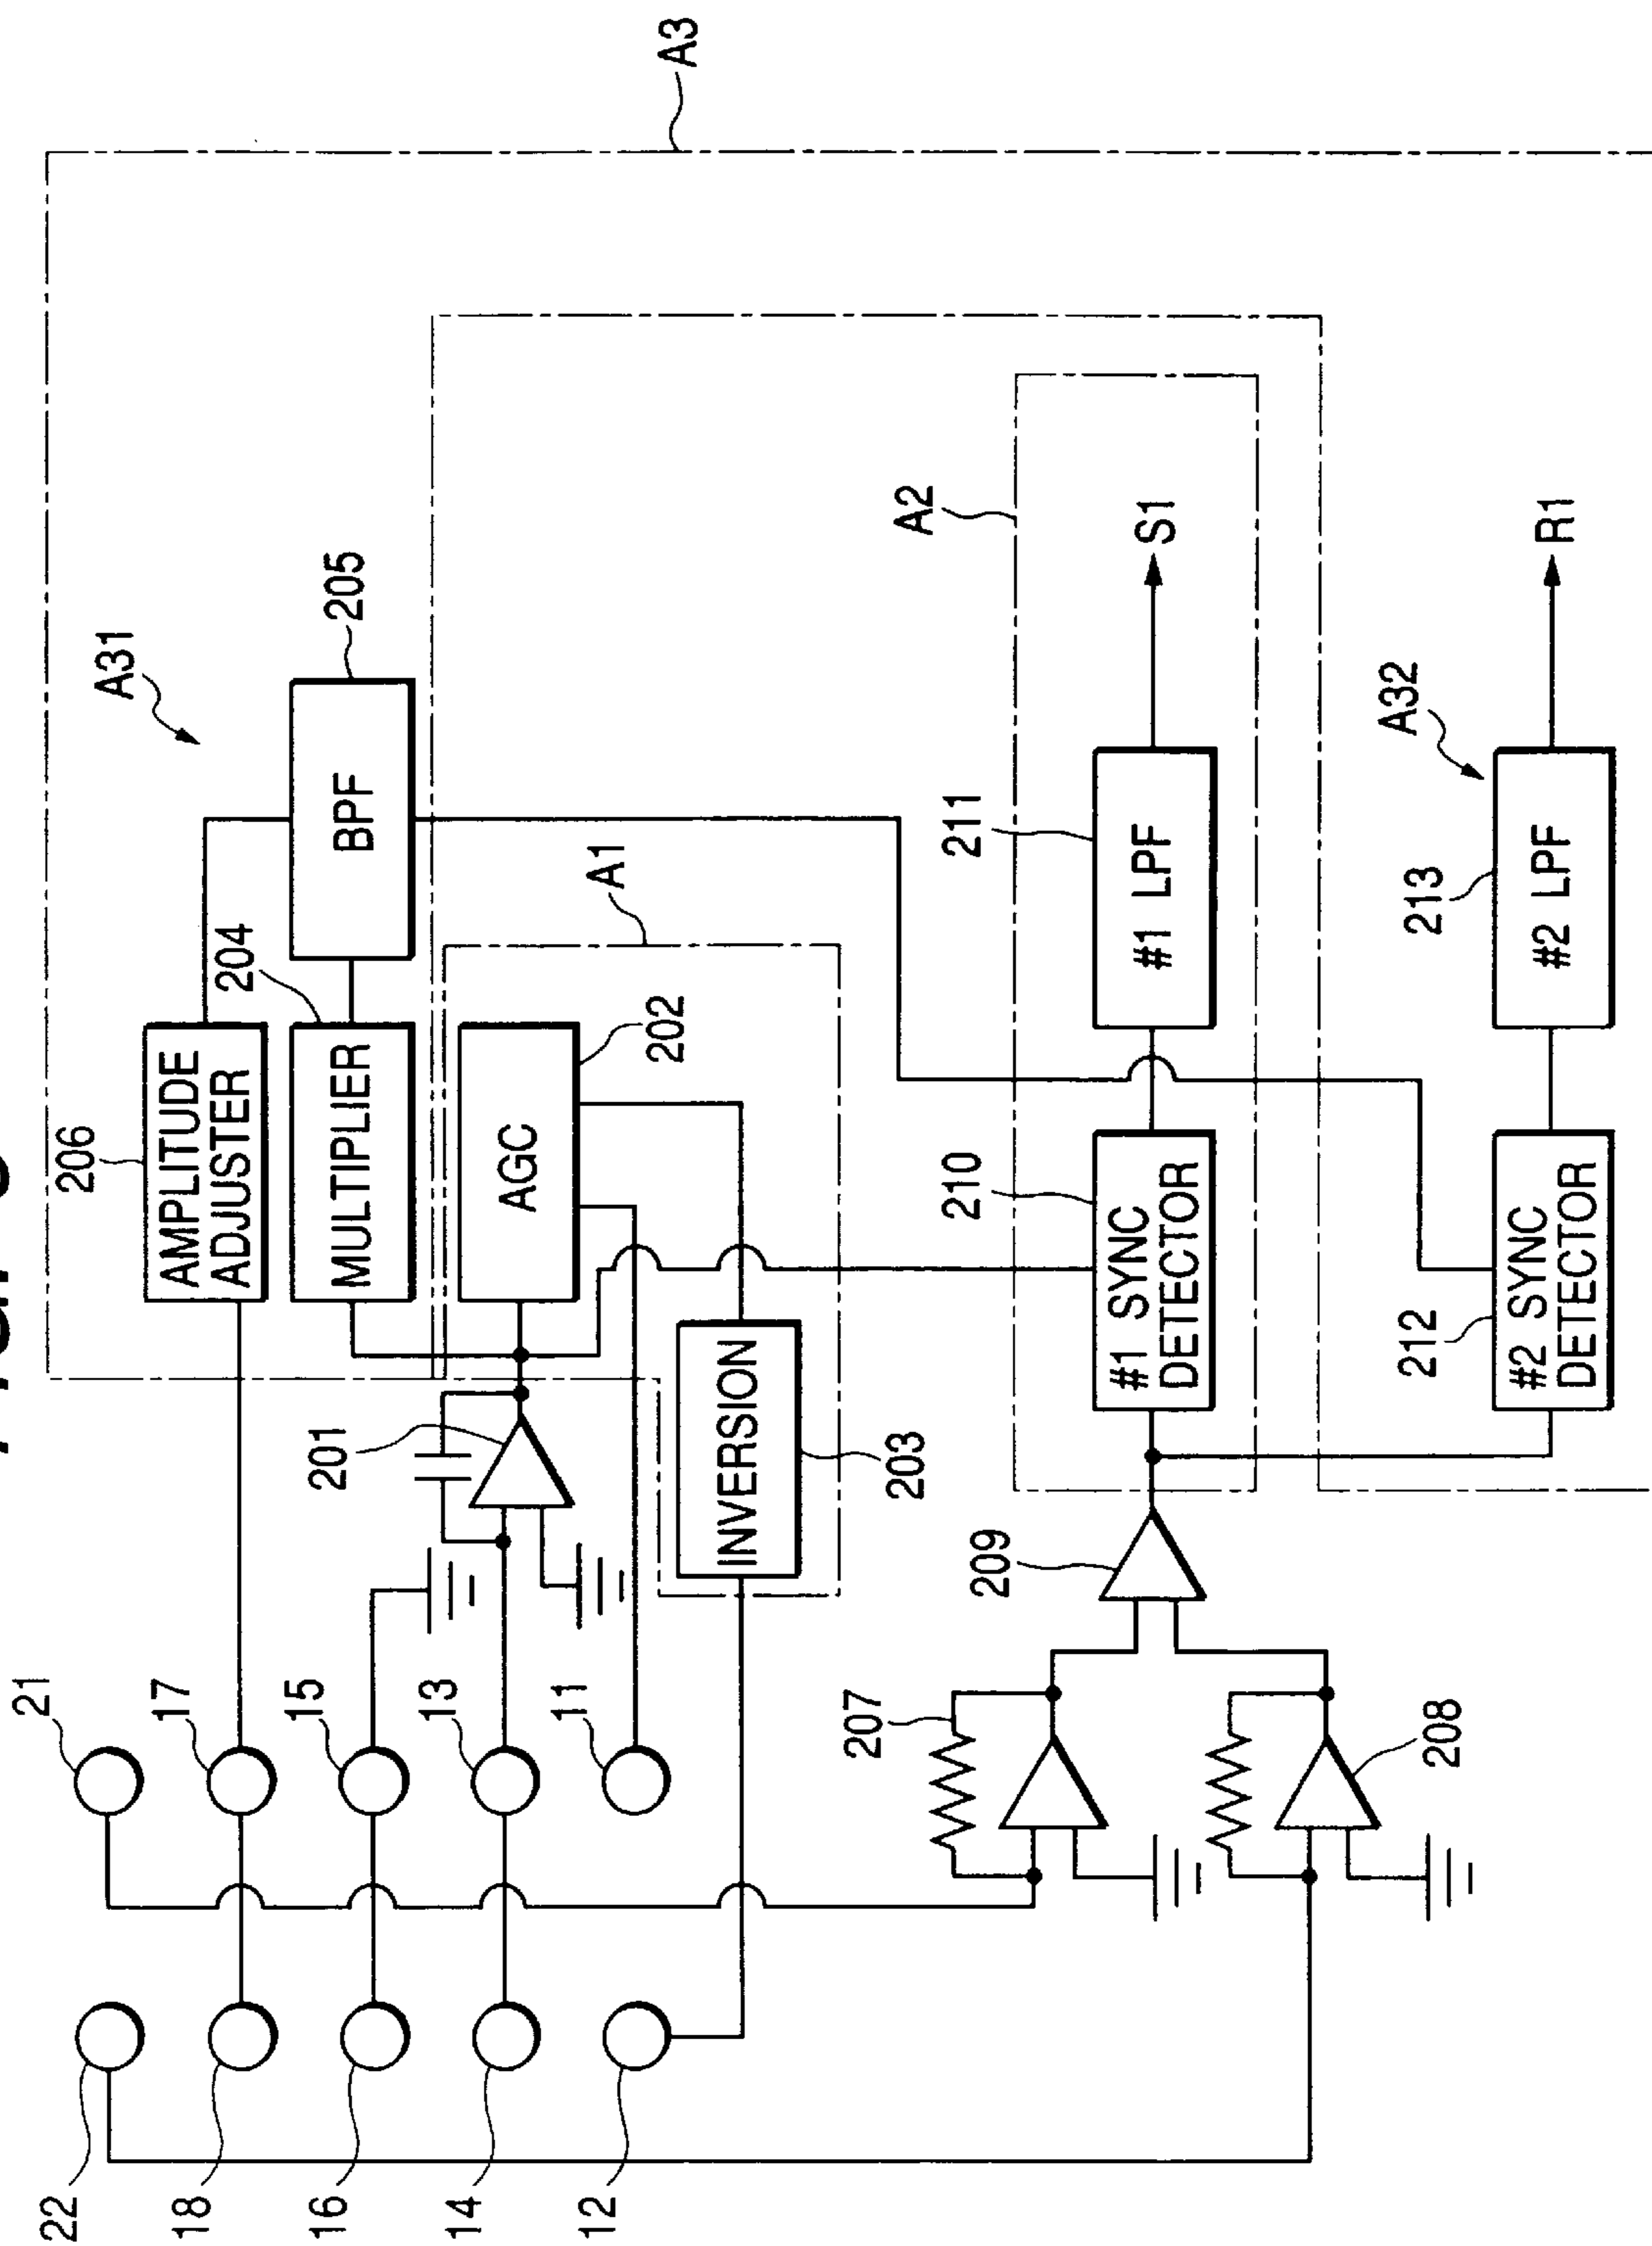 A3
A31
205
BPF
204
MULTIPLIER
206
AMPLITUDE
ADJUSTER
A1
202
AGC
201
INVERSION
203
A2
S1
211
#1 LPF
210
#1 SYNC
DETECTOR
A32
R1
213
#2 LPF
212
#2 SYNC
DETECTOR
209
207
208
21
17
15
13
11
22
18
16
14
12